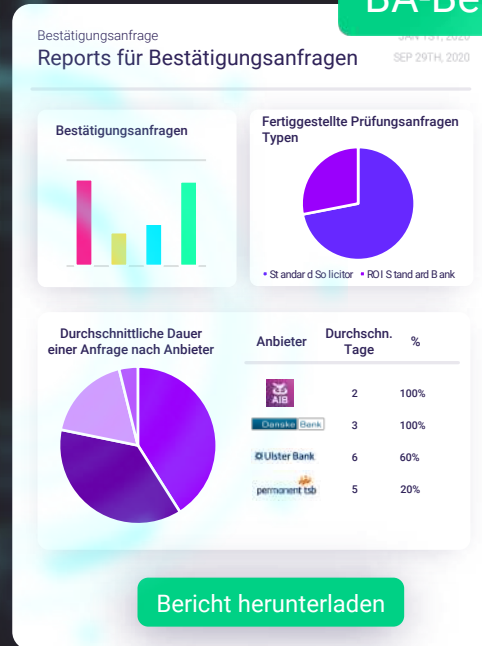 BA-Be
Bestätigungsanfrage
JAN 1ST, 2020
Reports für Bestätigungsanfragen
SEP 29TH, 2020
Bestätigungsanfragen
Fertiggestellte Prüfungsanfragen
Typen
• St andar d So licitor • ROI S tand ard B ank
Durchschnittliche Dauer
einer Anfrage nach Anbieter
Anbieter Durchschn. Tage %
AIB 2 100%
Danske Bank 3 100%
Ulster Bank 6 60%
permanent tsb 5 20%
Bericht herunterladen